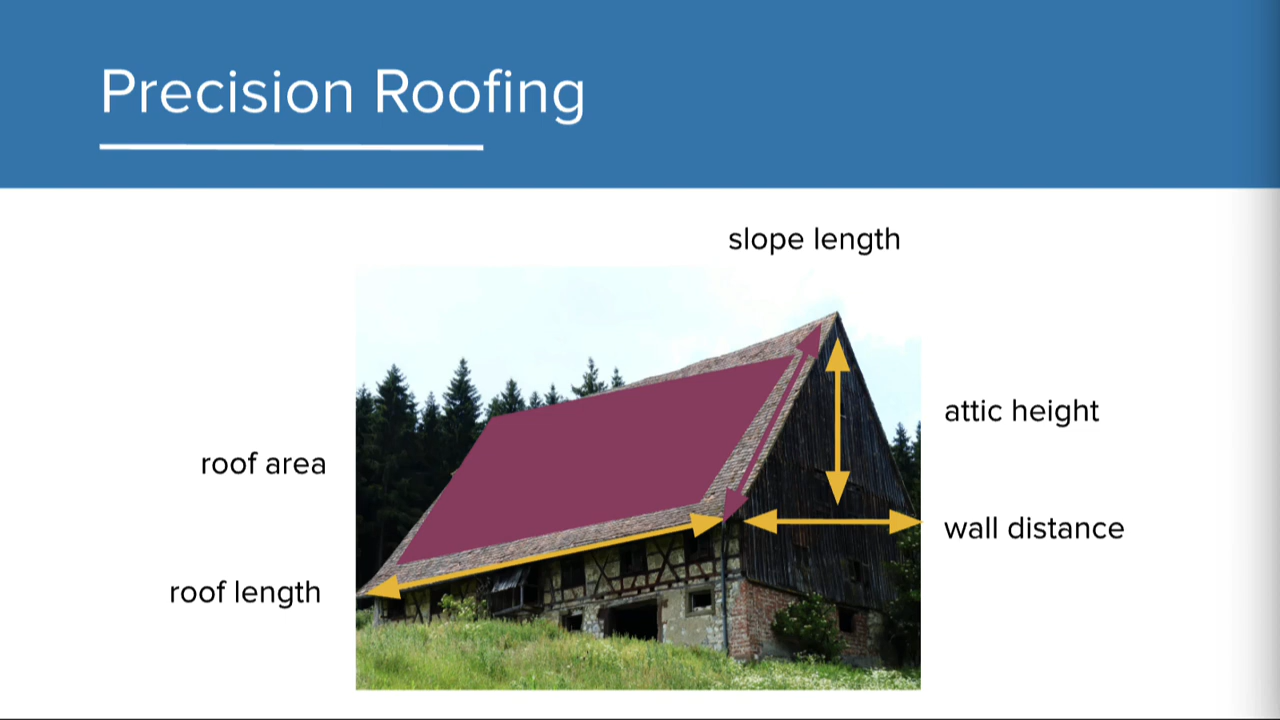 Precision Roofing
slope length
attic height
roof area
wall distance
roof length